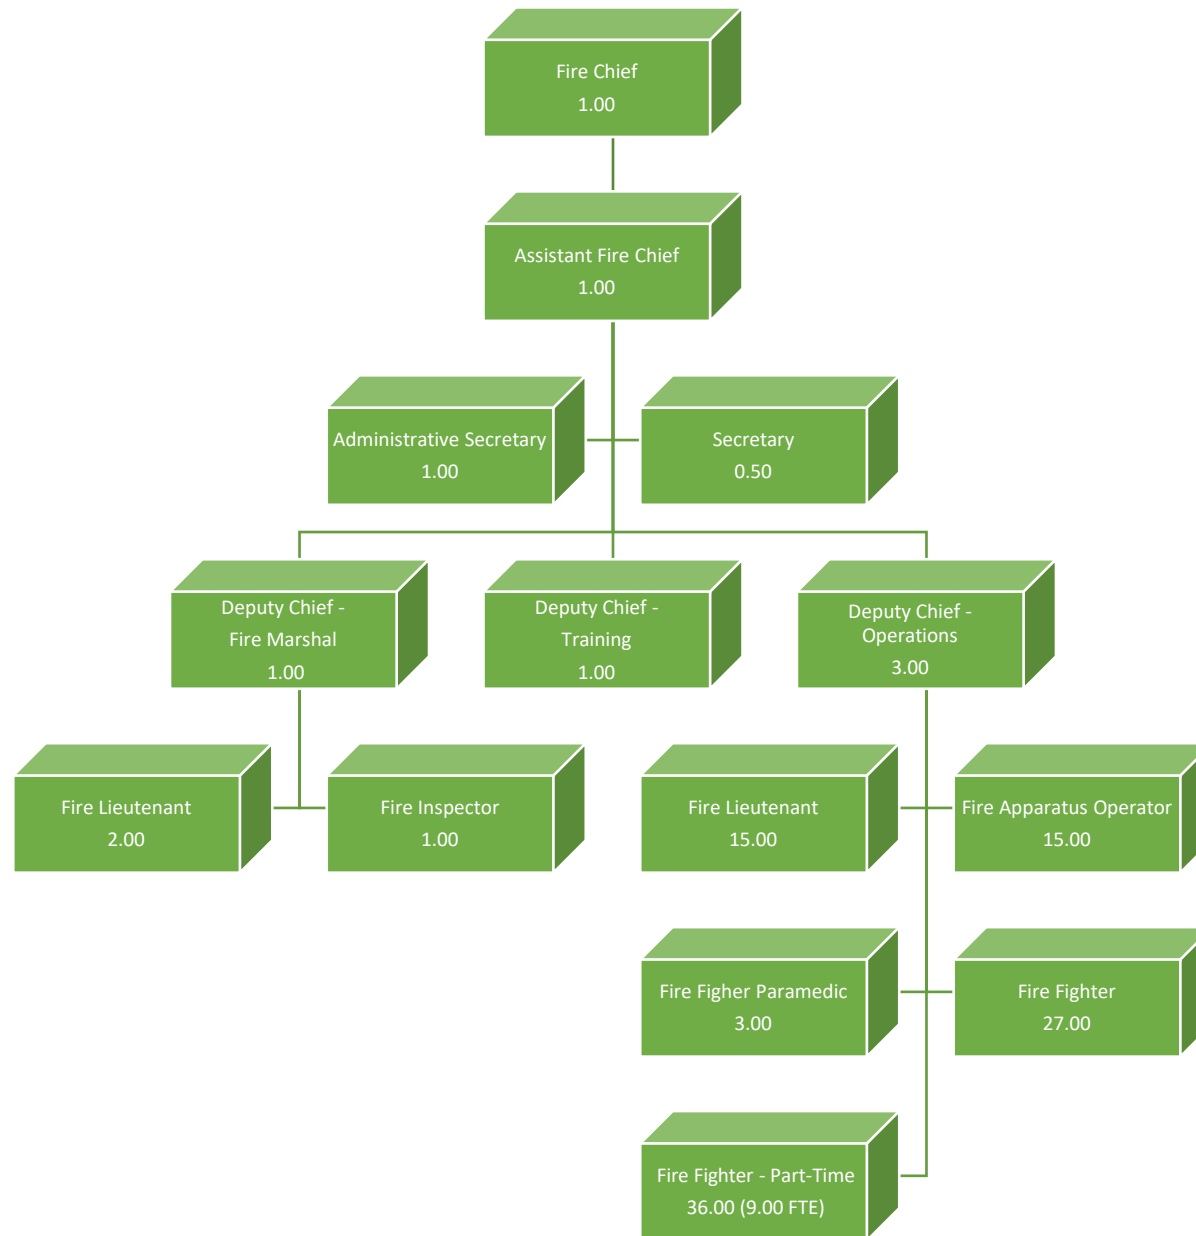 Fire Chief
1.00
Assistant Fire Chief
1.00
Administrative Secretary
1.00
Secretary
0.50
Deputy Chief -
Fire Marshal
1.00
Deputy Chief -
Training
1.00
Deputy Chief -
Operations
3.00
Fire Lieutenant
2.00
Fire Inspector
1.00
Fire Lieutenant
15.00
Fire Apparatus Operator
15.00
Fire Figher Paramedic
3.00
Fire Fighter
27.00
Fire Fighter - Part-Time
36.00 (9.00 FTE)